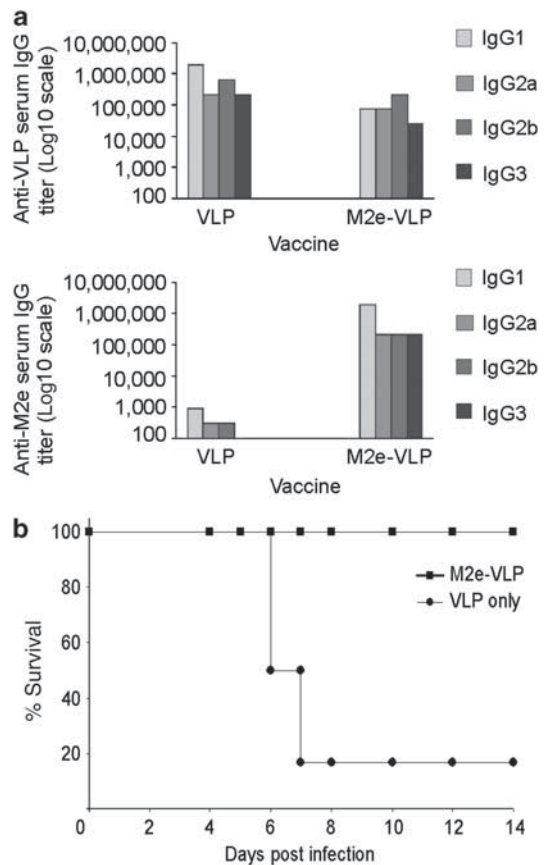 a
Anti-VLP serum IgG
titer (Log10 scale)
10,000,000
1,000,000
100,000
10,000
1,000
100
VLP
M2e-VLP
Vaccine
IgG1
IgG2a
IgG2b
IgG3
Anti-M2e serum IgG
titer (Log10 scale)
10,000,000
1,000,000
100,000
10,000
1,000
100
VLP
M2e-VLP
Vaccine
IgG1
IgG2a
IgG2b
IgG3
b
% Survival
100
80
60
40
20
0
2
4
6
8
10
12
14
Days post infection
M2e-VLP
VLP only